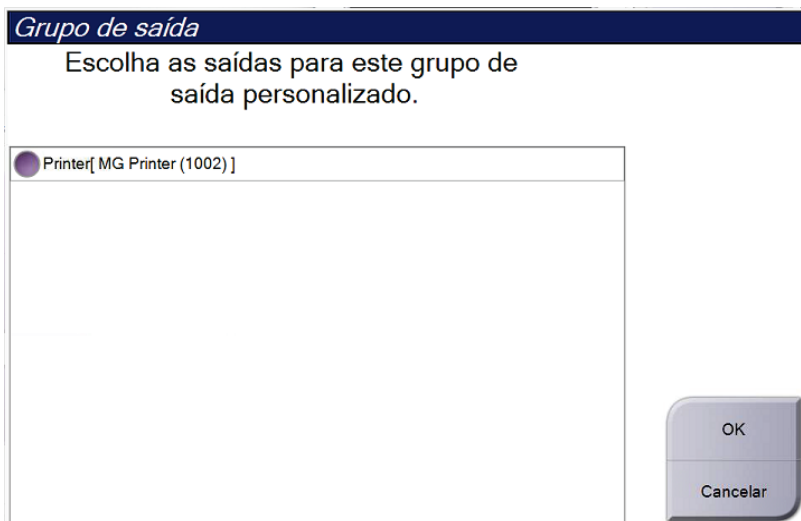 Grupo de saída
Escolha as saídas para este grupo de
saída personalizado.
Printer[ MG Printer (1002) ]
OK
Cancelar